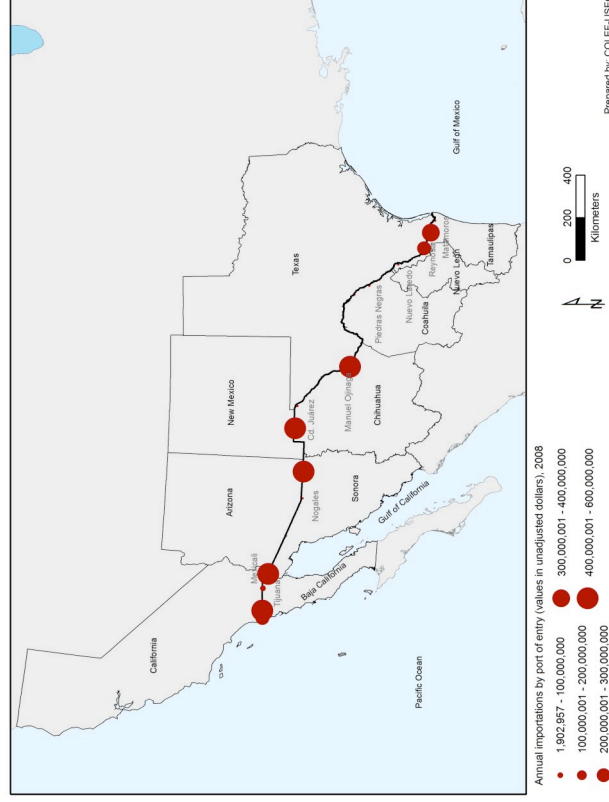 California
Arizona
New Mexico
Texas
Mexicali
Tijuana
Baja California
Nogales
Sonora
Gulf of California
Cd. Juárez
Manuel Ojinaga
Chihuahua
Piedras Negras
Nuevo Laredo
Coahuila
Reynosa
Matamoros
Nuevo León
Tamaulipas
Gulf of Mexico
Pacific Ocean
Annual importations by port of entry (values in unadjusted dollars), 2008
1,902,957 - 100,000,000
100,000,001 - 200,000,000
200,000,001 - 300,000,000
300,000,001 - 400,000,000
400,000,001 - 600,000,000
N
0 200 400
Kilometers
Prepared by: